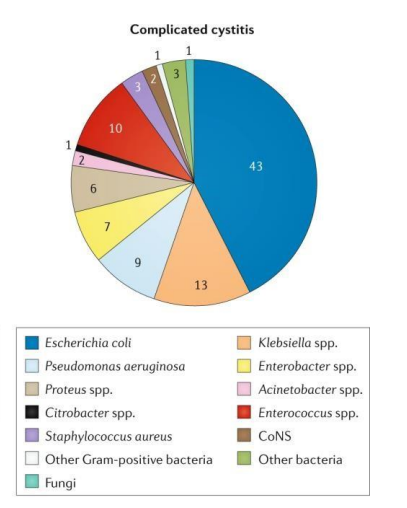 Complicated cystitis
1
1
3
2
3
10
1
2
43
6
7
9
13
Escherichia coli
Klebsiella spp.
Pseudomonas aeruginosa
Enterobacter spp.
Proteus spp.
Acinetobacter spp.
Citrobacter spp.
Enterococcus spp.
Staphylococcus aureus
CoNS
Other Gram-positive bacteria
Other bacteria
Fungi